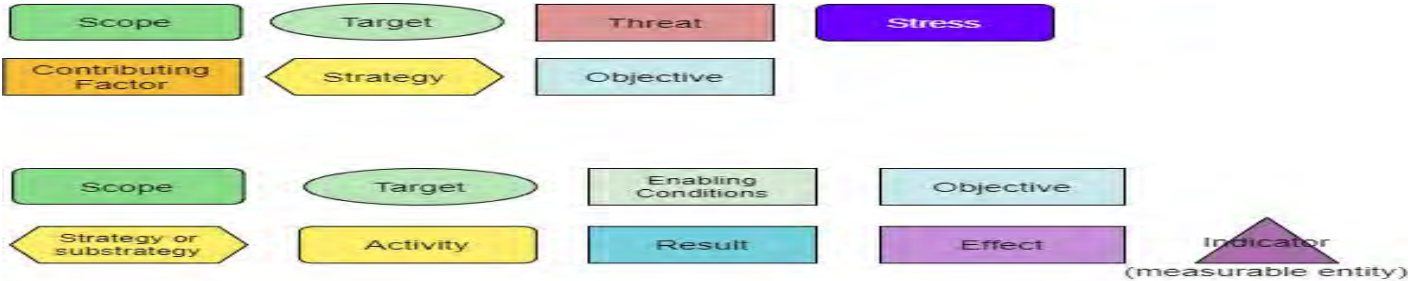 Scope
Target
Threat
Stress
Contributing
Factor
Strategy
Objective
Scope
Target
Enabling
Conditions
Objective
Strategy or
substrategy
Activity
Result
Effect
Indicator
(measurable entity)